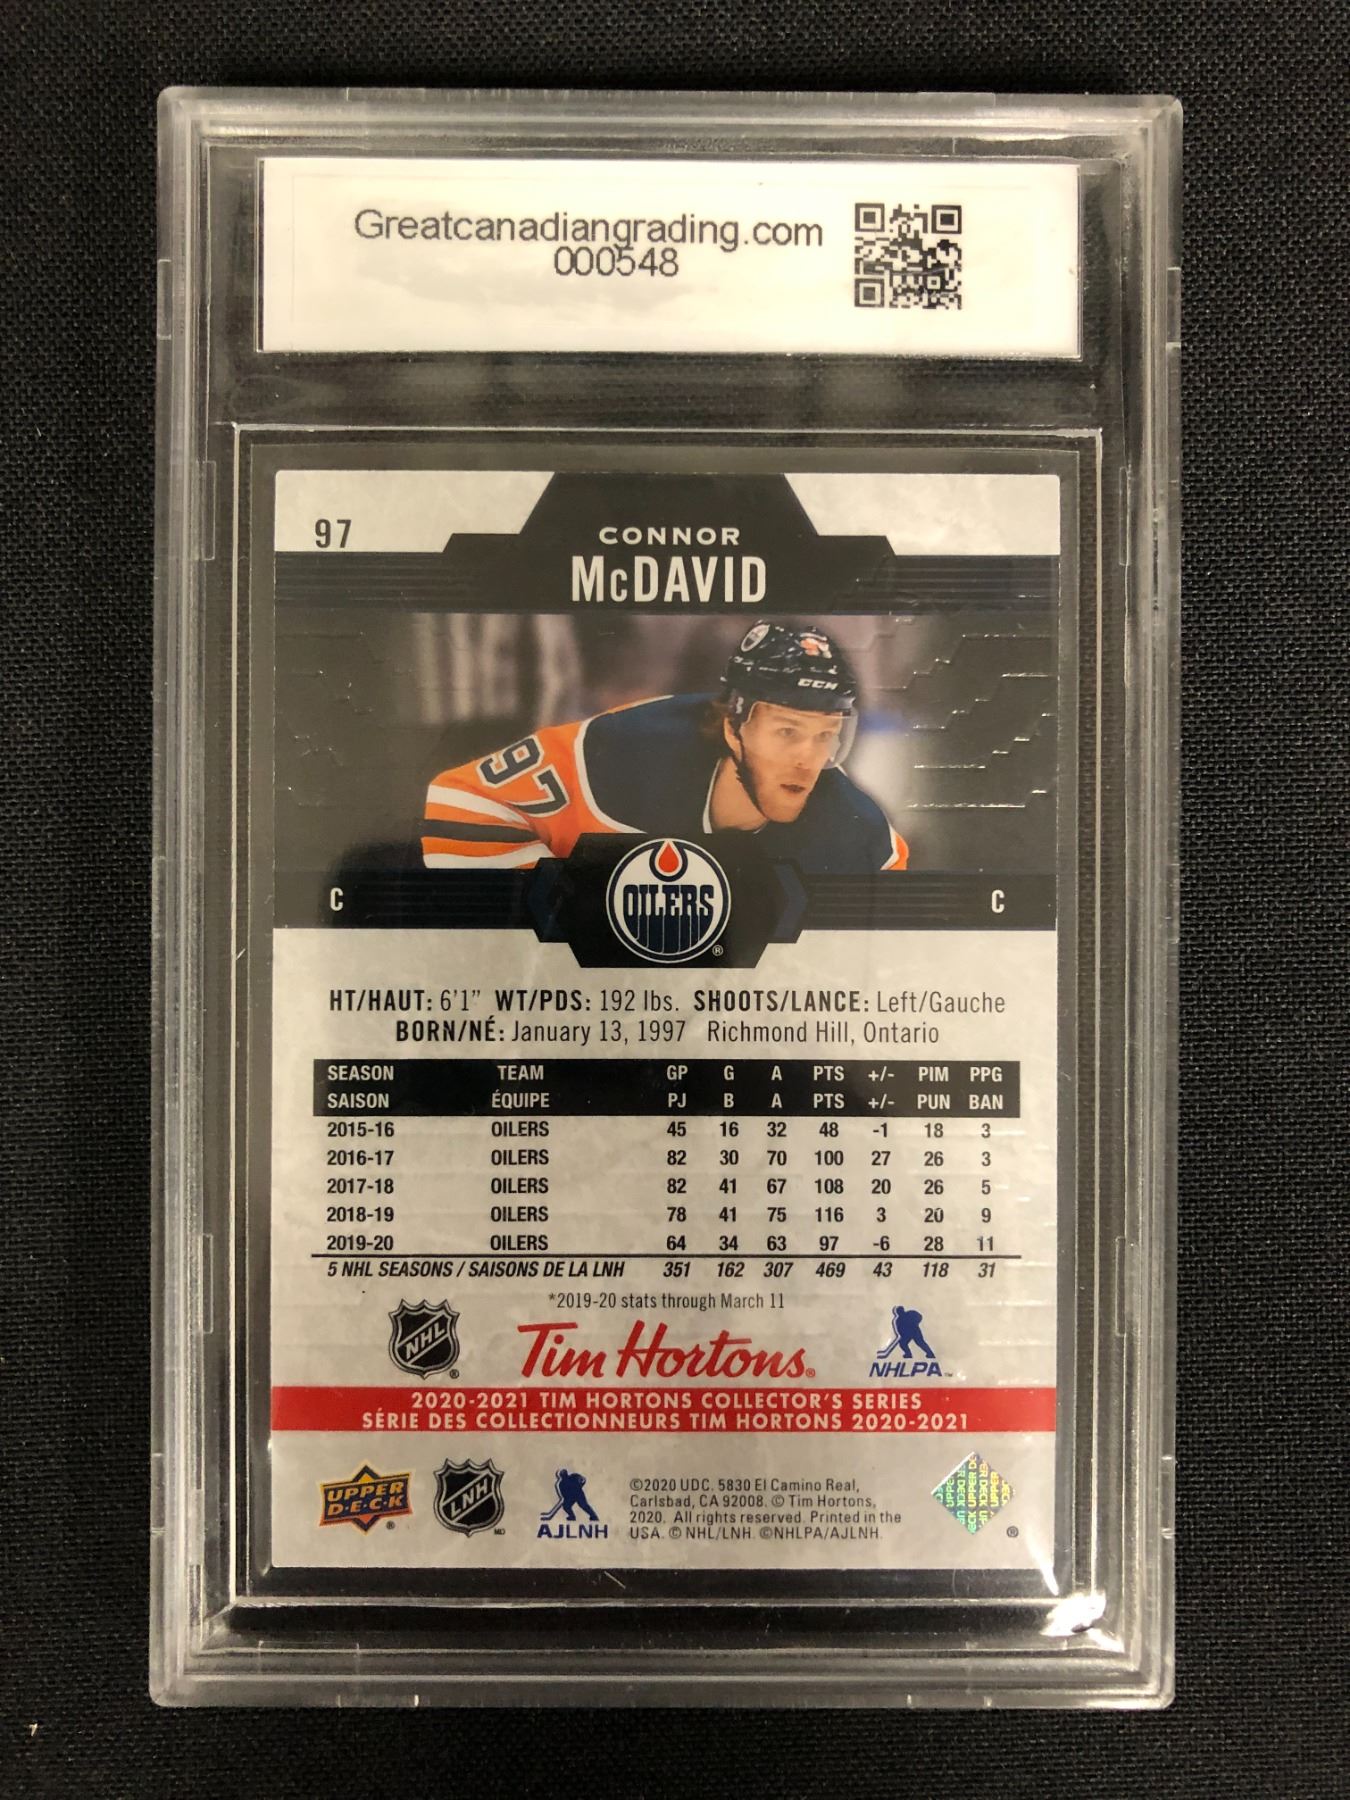 Greatcanadiangrading.com
000548
97
CONNOR
McDAVID
CCM
97
OILERS
®
C
C
HT/HAUT: 6'1" WT/PDS: 192 lbs. SHOOTS/LANCE: Left/Gauche
BORN/NÉ: January 13, 1997 Richmond Hill, Ontario
SEASON TEAM GP G A PTS +/- PIM PPG
SAISON ÉQUIPE PJ B A PTS +/- PUN BAN
2015-16 OILERS 45 16 32 48 -1 18 3
2016-17 OILERS 82 30 70 100 27 26 3
2017-18 OILERS 82 41 67 108 20 26 5
2018-19 OILERS 78 41 75 116 3 20 9
2019-20 OILERS 64 34 63 97 -6 28 11
5 NHL SEASONS / SAISONS DE LA LNH 351 162 307 469 43 118 31
*2019-20 stats through March 11
NHL ®
Tim Hortons®
NHLPA™
2020-2021 TIM HORTONS COLLECTOR'S SERIES
SÉRIE DES COLLECTIONNEURS TIM HORTONS 2020-2021
UPPER
D·E·C·K ®
LNH MD
AJLNH
©2020 UDC. 5830 El Camino Real,
Carlsbad, CA 92008. © Tim Hortons,
2020. All rights reserved. Printed in the
USA. © NHL/LNH. ©NHLPA/AJLNH.
UPPER DECK
®